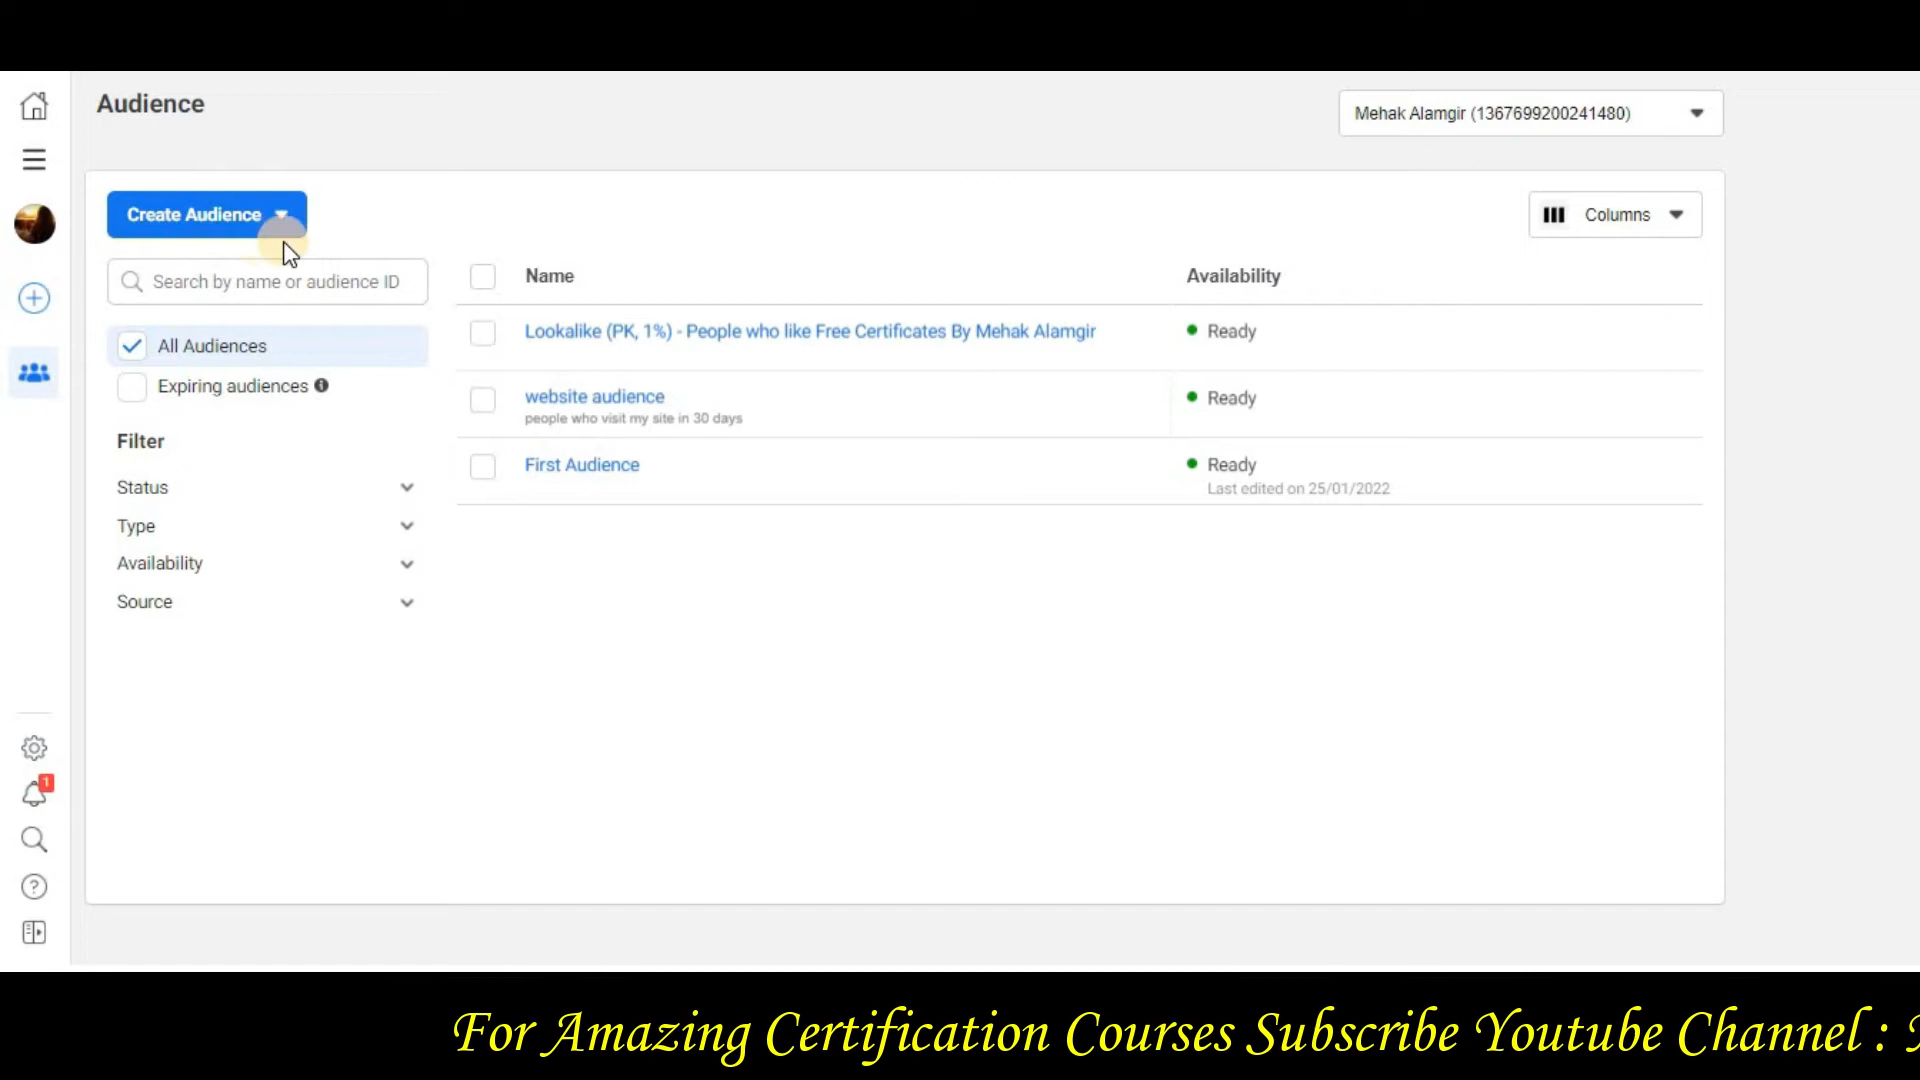 Audience
Mehak Alamgir (1367699200241480)
Create Audience
Columns
Search by name or audience ID
Name
Availability
All Audiences
Lookalike (PK, 1%) - People who like Free Certificates By Mehak Alamgir
Ready
Expiring audiences
website audience
people who visit my site in 30 days
Ready
Filter
First Audience
Ready
Last edited on 25/01/2022
Status
Type
Availability
Source
1
For Amazing Certification Courses Subscribe Youtube Channel :